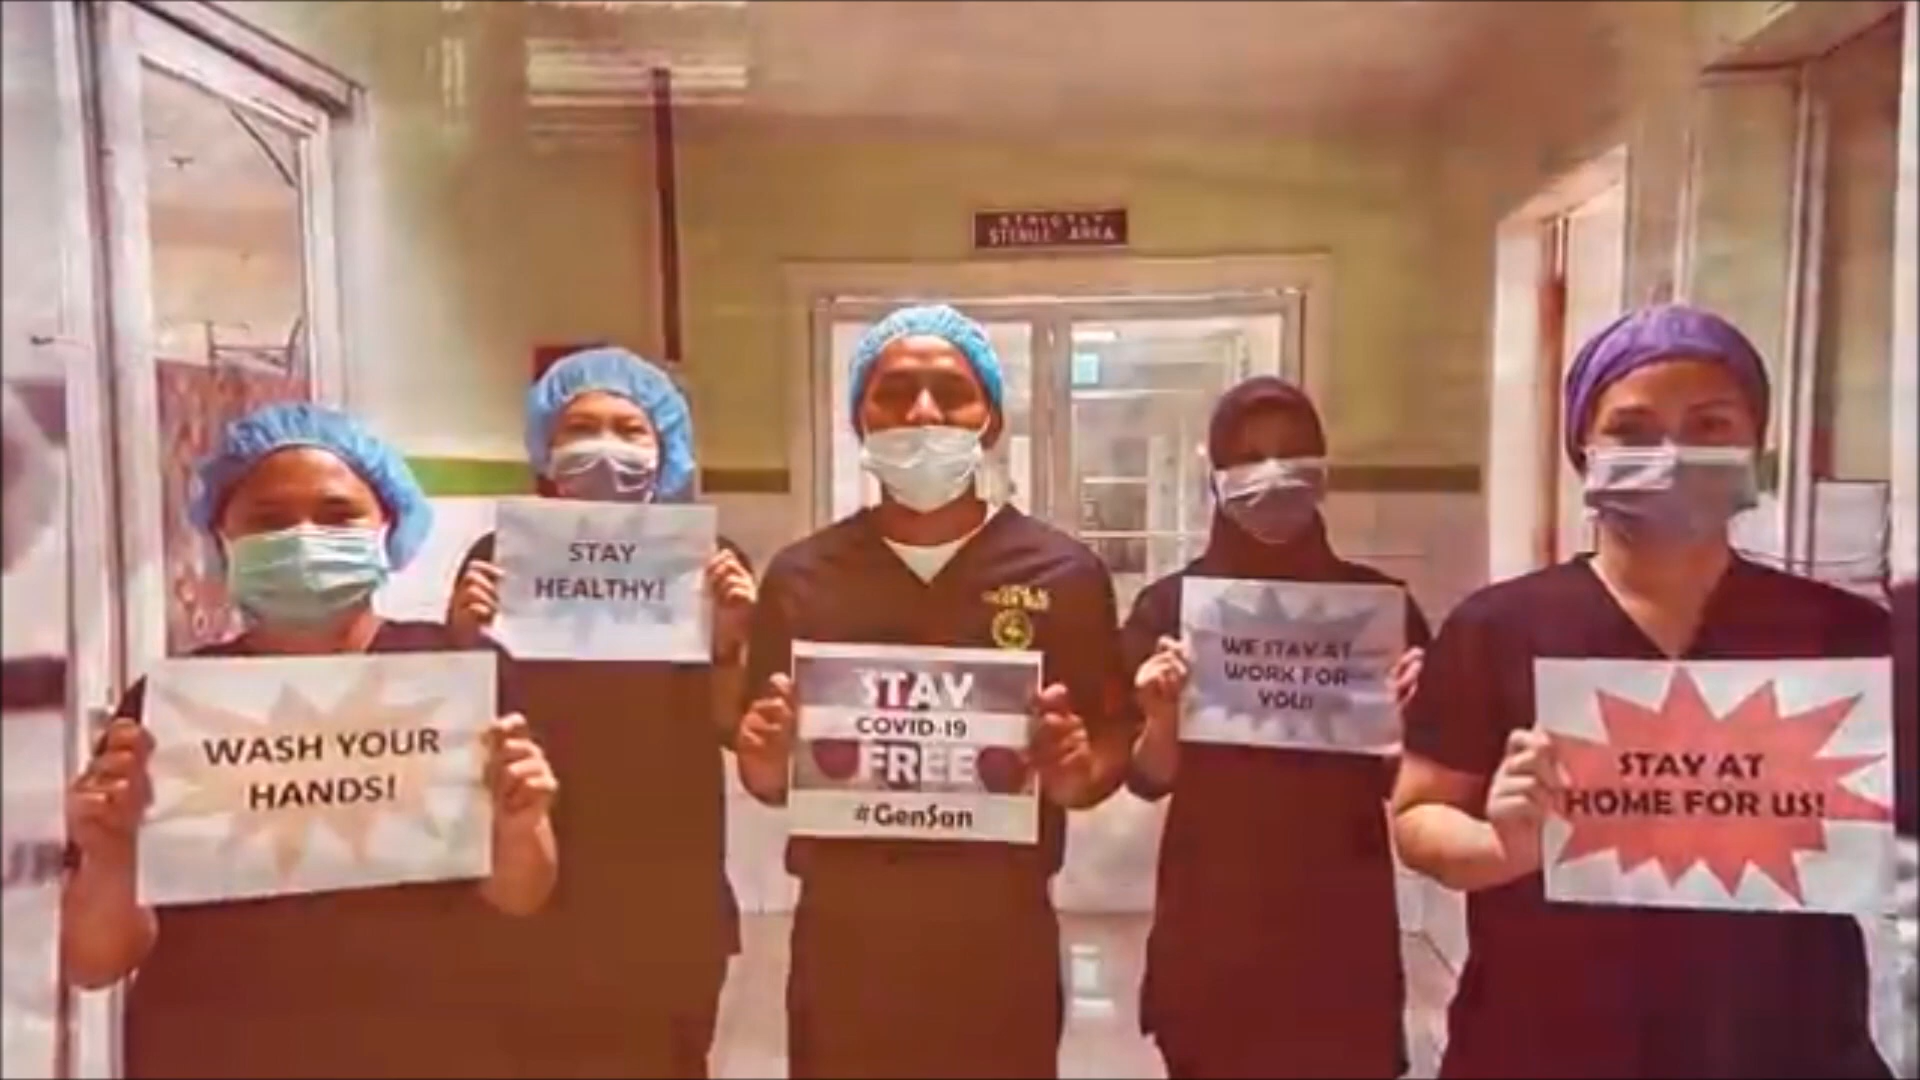 STRICTLY
STERILE AREA
STAY
HEALTHY!
WASH YOUR
HANDS!
STAY
COVID-19
FREE
#GenSan
WE STAY AT
WORK FOR
YOU!
STAY AT
HOME FOR US!